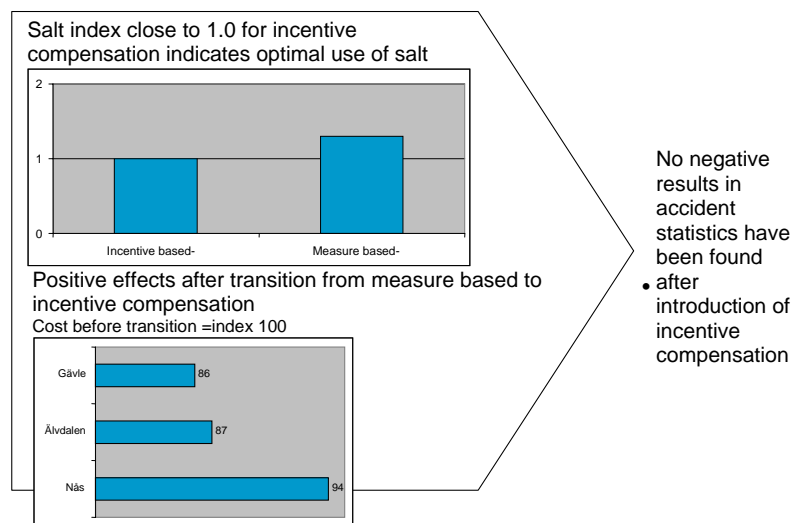 Salt index close to 1.0 for incentive
compensation indicates optimal use of salt
2
1
0
Incentive based-
Measure based-
Positive effects after transition from measure based to
incentive compensation
Cost before transition =index 100
Gävle
86
Älvdalen
87
Nås
94
No negative
results in
accident
statistics have
been found
• after
introduction of
incentive
compensation